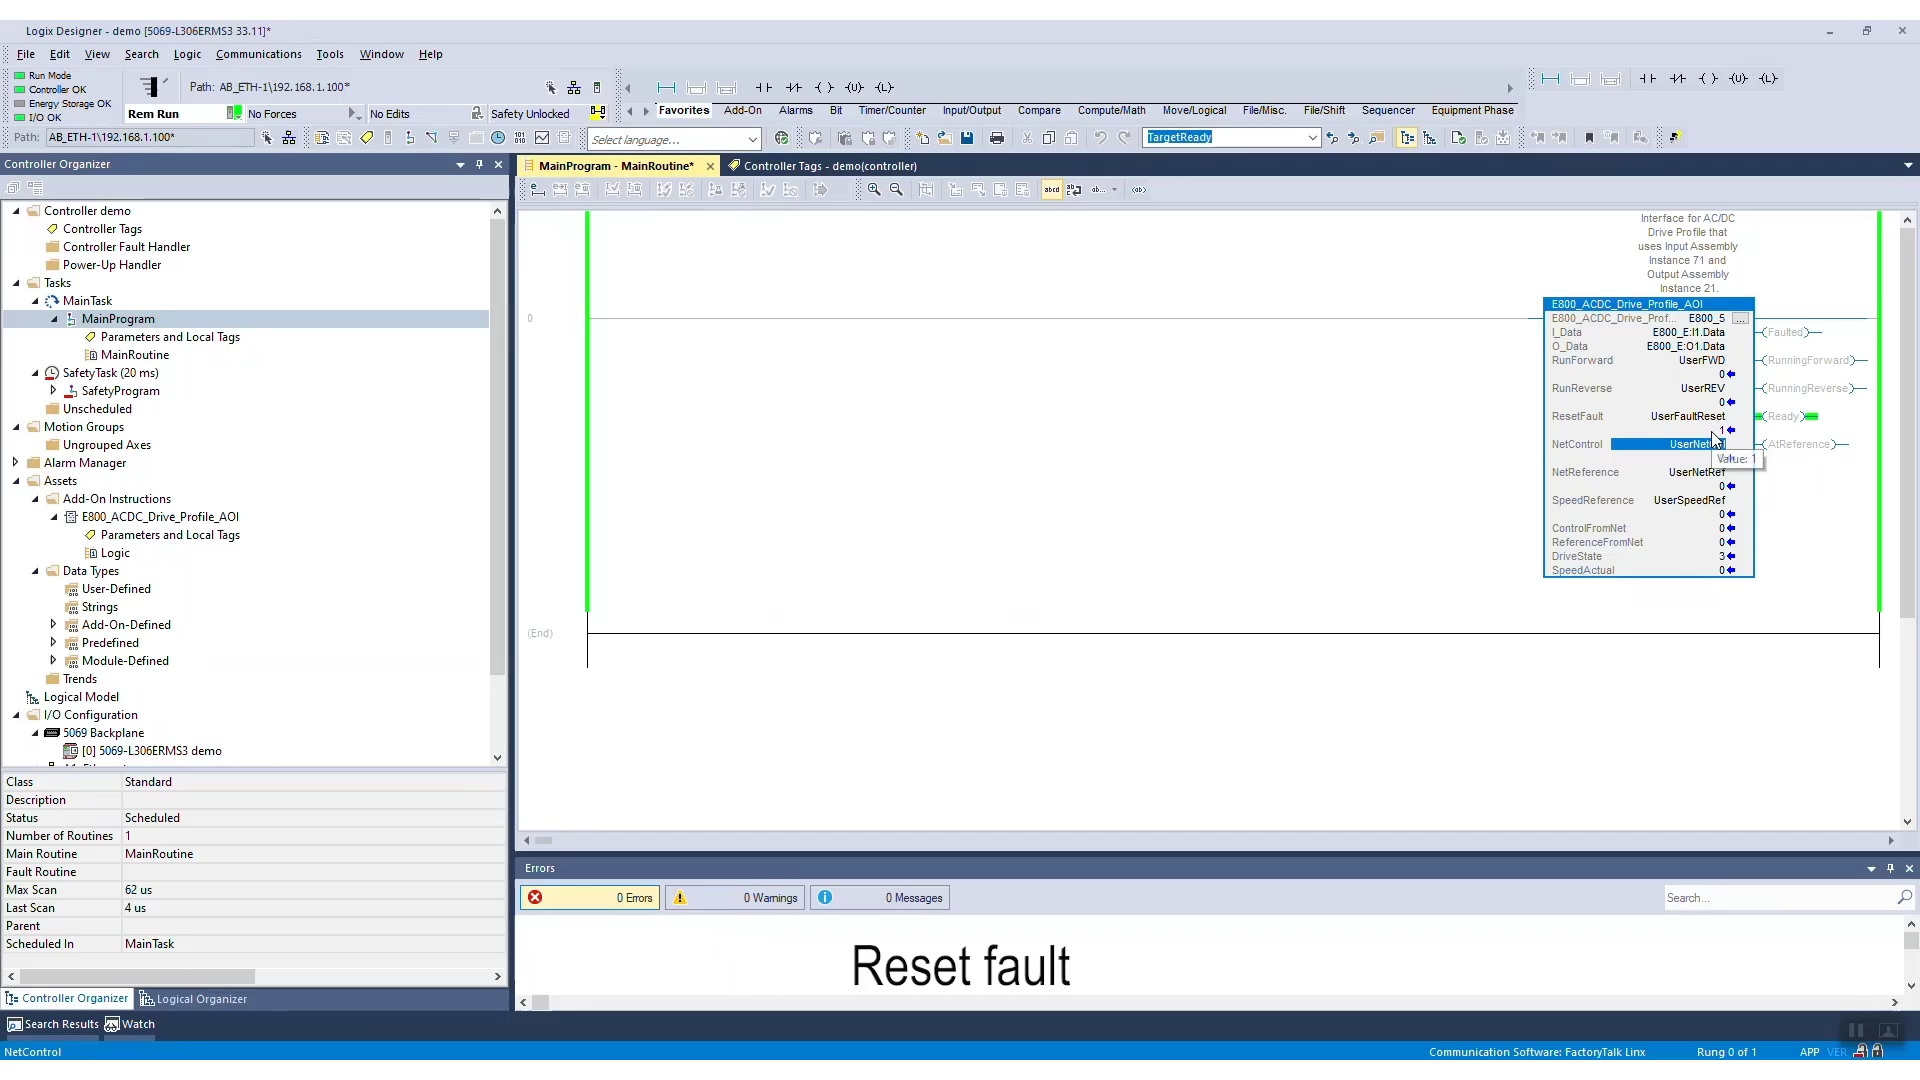 Logix Designer - demo [5069-L306ERMS3 33.11]*
File Edit View Search Logic Communications Tools Window Help
Run Mode
Controller OK
Energy Storage OK
I/O OK
Path: AB_ETH-1\192.168.1.100*
Rem Run No Forces No Edits Safety Unlocked
Favorites Add-On Alarms Bit Timer/Counter Input/Output Compare Compute/Math Move/Logical File/Misc. File/Shift Sequencer Equipment Phase
Path: AB_ETH-1\192.168.1.100* Select language... TargetReady
Controller Organizer
MainProgram - MainRoutine* Controller Tags - demo(controller)
Controller demo
Controller Tags
Controller Fault Handler
Power-Up Handler
Tasks
MainTask
MainProgram
Parameters and Local Tags
MainRoutine
SafetyTask (20 ms)
SafetyProgram
Unscheduled
Motion Groups
Ungrouped Axes
Alarm Manager
Assets
Add-On Instructions
E800_ACDC_Drive_Profile_AOI
Parameters and Local Tags
Logic
Data Types
User-Defined
Strings
Add-On-Defined
Predefined
Module-Defined
Trends
Logical Model
I/O Configuration
5069 Backplane
[0] 5069-L306ERMS3 demo
Class Standard
Description
Status Scheduled
Number of Routines 1
Main Routine MainRoutine
Fault Routine
Max Scan 62 us
Last Scan 4 us
Parent
Scheduled In MainTask
Controller Organizer Logical Organizer
Search Results Watch
NetControl
Interface for AC/DC
Drive Profile that
uses Input Assembly
Instance 71 and
Output Assembly
Instance 21.
0
E800_ACDC_Drive_Profile_AOI
E800_ACDC_Drive_Prof... E800_5 ...
I_Data E800_E:I1.Data (Faulted)
O_Data E800_E:O1.Data
RunForward UserFWD (RunningForward)
0
RunReverse UserREV (RunningReverse)
0
ResetFault UserFaultReset (Ready)
1
NetControl (AtReference)
Value: 1
NetReference UserNetRef
0
SpeedReference UserSpeedRef
0
ControlFromNet 0
ReferenceFromNet 0
DriveState 3
SpeedActual 0
(End)
Errors
0 Errors 0 Warnings 0 Messages Search...
Reset fault
Communication Software: FactoryTalk Linx Rung 0 of 1 APP VER